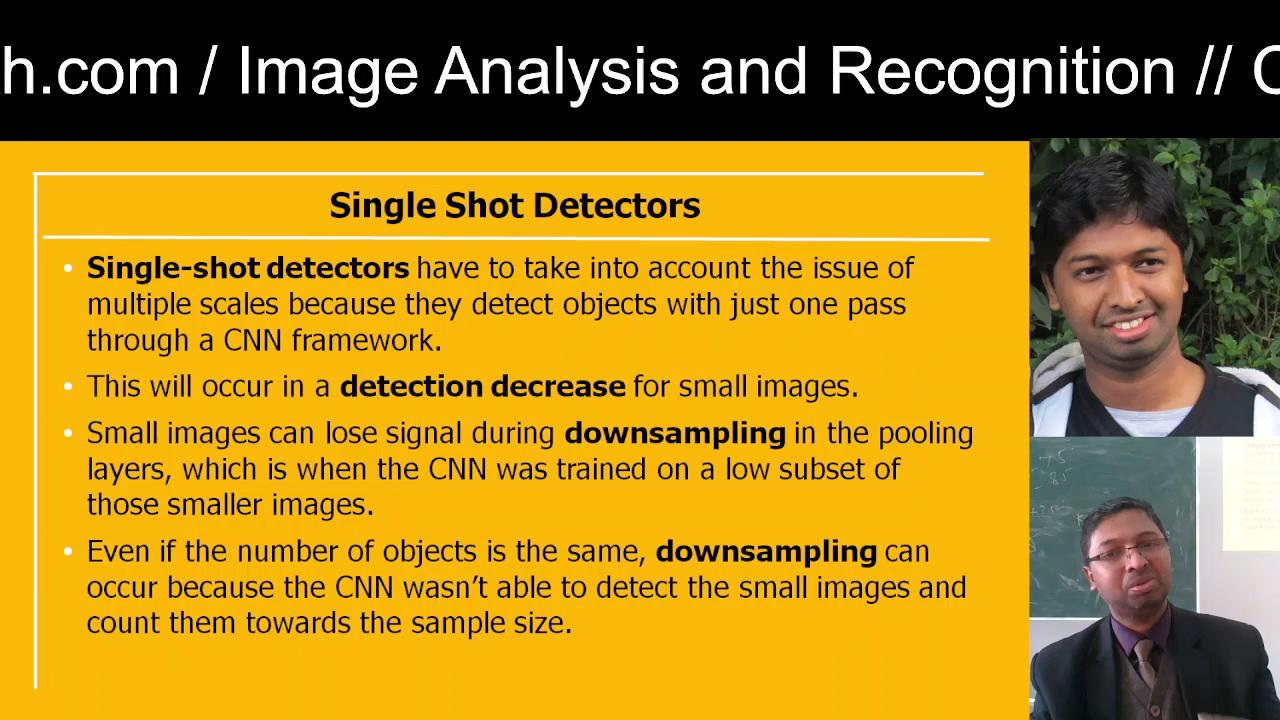 h.com / Image Analysis and Recognition //
Single Shot Detectors
• Single-shot detectors have to take into account the issue of
multiple scales because they detect objects with just one pass
through a CNN framework.
• This will occur in a detection decrease for small images.
• Small images can lose signal during downsampling in the pooling
layers, which is when the CNN was trained on a low subset of
those smaller images.
• Even if the number of objects is the same, downsampling can
occur because the CNN wasn't able to detect the small images and
count them towards the sample size.